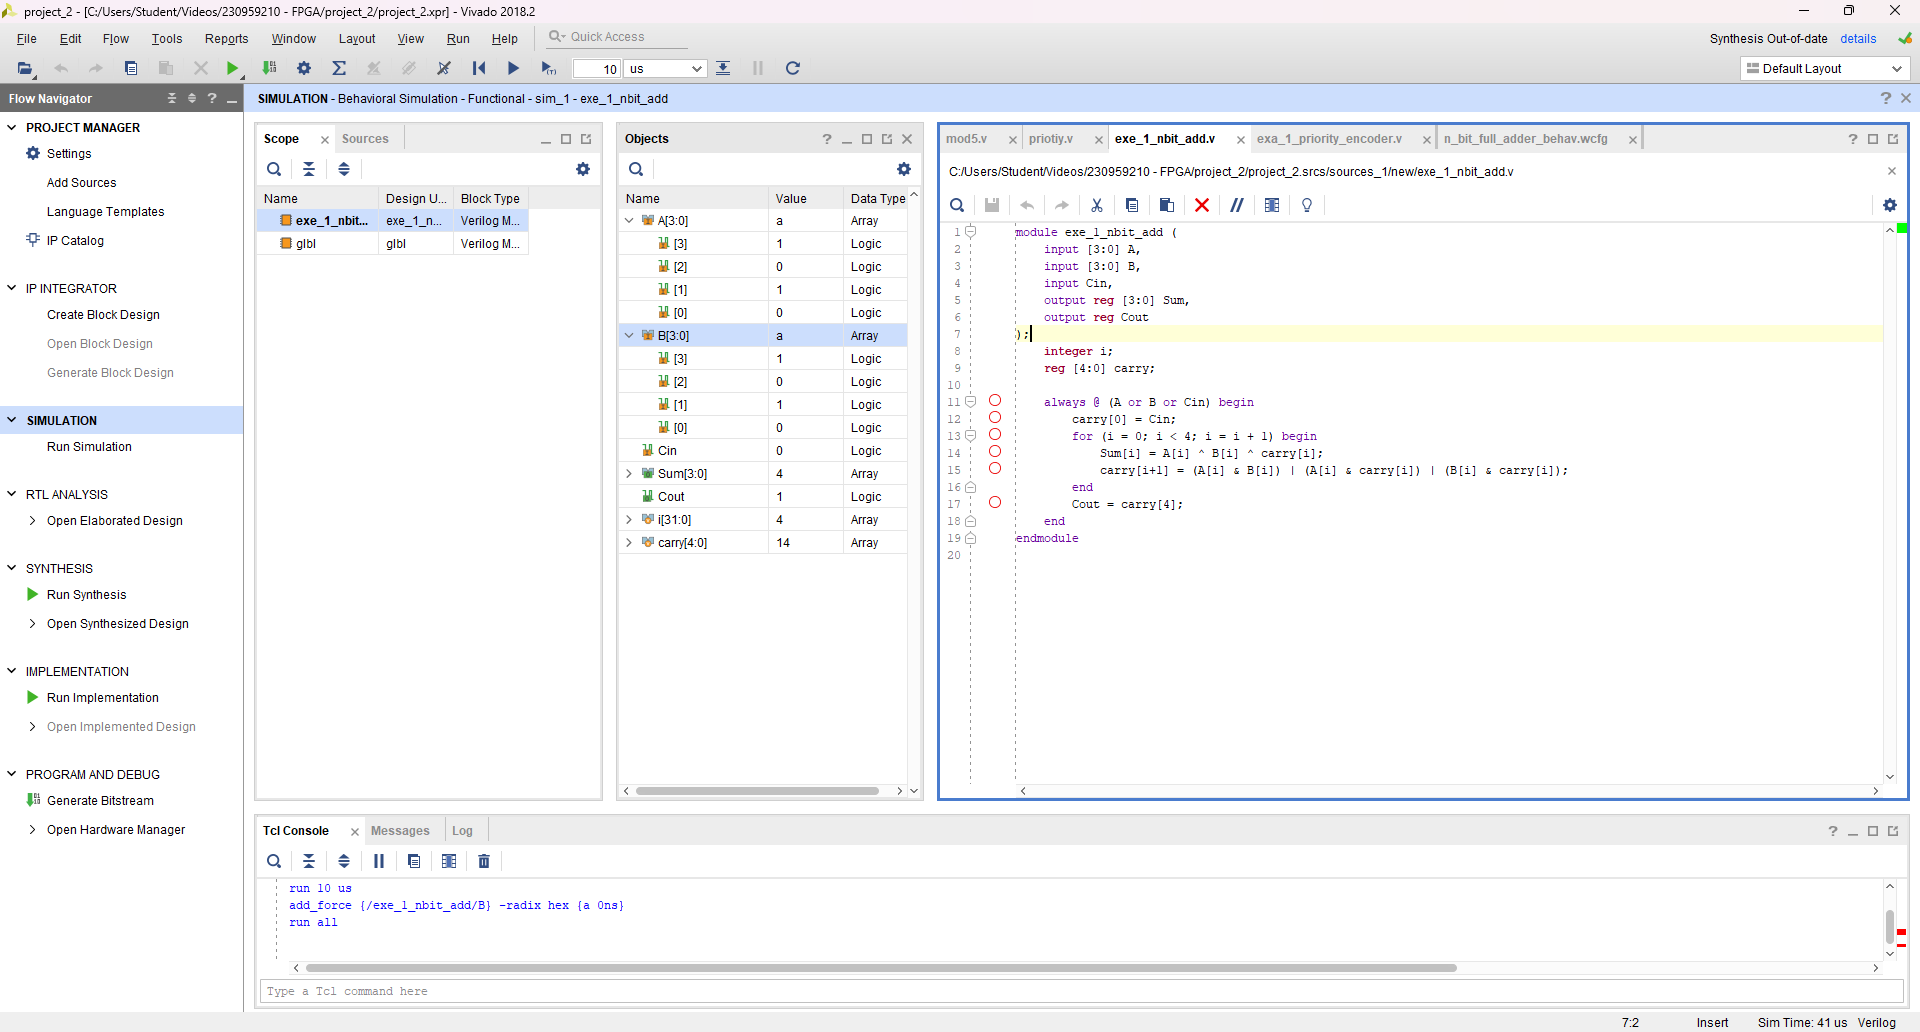 project_2 - [C:/Users/Student/Videos/230959210 - FPGA/project_2/project_2.xpr] - Vivado 2018.2
File Edit Flow Tools Reports Window Layout View Run Help Quick Access
Synthesis Out-of-date details
10 us
Default Layout
Flow Navigator
PROJECT MANAGER
Settings
Add Sources
Language Templates
IP Catalog
IP INTEGRATOR
Create Block Design
Open Block Design
Generate Block Design
SIMULATION
Run Simulation
RTL ANALYSIS
Open Elaborated Design
SYNTHESIS
Run Synthesis
Open Synthesized Design
IMPLEMENTATION
Run Implementation
Open Implemented Design
PROGRAM AND DEBUG
Generate Bitstream
Open Hardware Manager
SIMULATION - Behavioral Simulation - Functional - sim_1 - exe_1_nbit_add
Scope Sources
Name Design U... Block Type
exe_1_nbit... exe_1_n... Verilog M...
glbl glbl Verilog M...
Objects
Name Value Data Type
A[3:0] a Array
[3] 1 Logic
[2] 0 Logic
[1] 1 Logic
[0] 0 Logic
B[3:0] a Array
[3] 1 Logic
[2] 0 Logic
[1] 1 Logic
[0] 0 Logic
Cin 0 Logic
Sum[3:0] 4 Array
Cout 1 Logic
i[31:0] 4 Array
carry[4:0] 14 Array
mod5.v priotiy.v exe_1_nbit_add.v exa_1_priority_encoder.v n_bit_full_adder_behav.wcfg
C:/Users/Student/Videos/230959210 - FPGA/project_2/project_2.srcs/sources_1/new/exe_1_nbit_add.v
1 module exe_1_nbit_add (
2 input [3:0] A,
3 input [3:0] B,
4 input Cin,
5 output reg [3:0] Sum,
6 output reg Cout
7 );
8 integer i;
9 reg [4:0] carry;
10
11 always @ (A or B or Cin) begin
12 carry[0] = Cin;
13 for (i = 0; i < 4; i = i + 1) begin
14 Sum[i] = A[i] ^ B[i] ^ carry[i];
15 carry[i+1] = (A[i] & B[i]) | (A[i] & carry[i]) | (B[i] & carry[i]);
16 end
17 Cout = carry[4];
18 end
19 endmodule
20
Tcl Console Messages Log
run 10 us
add_force {/exe_1_nbit_add/B} -radix hex {a 0ns}
run all
Type a Tcl command here
7:2 Insert Sim Time: 41 us Verilog